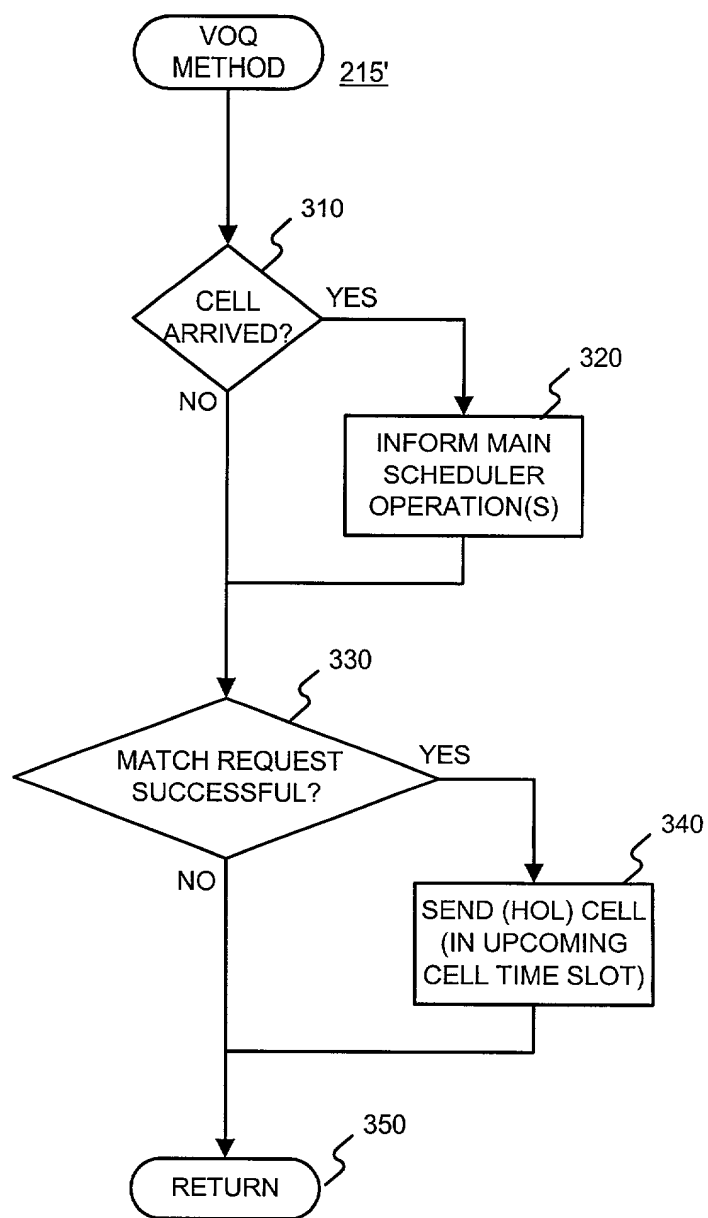 VOQ
METHOD
215'
310
CELL
ARRIVED?
YES
NO
320
INFORM MAIN
SCHEDULER
OPERATION(S)
330
MATCH REQUEST
SUCCESSFUL?
YES
NO
340
SEND (HOL) CELL
(IN UPCOMING
CELL TIME SLOT)
350
RETURN